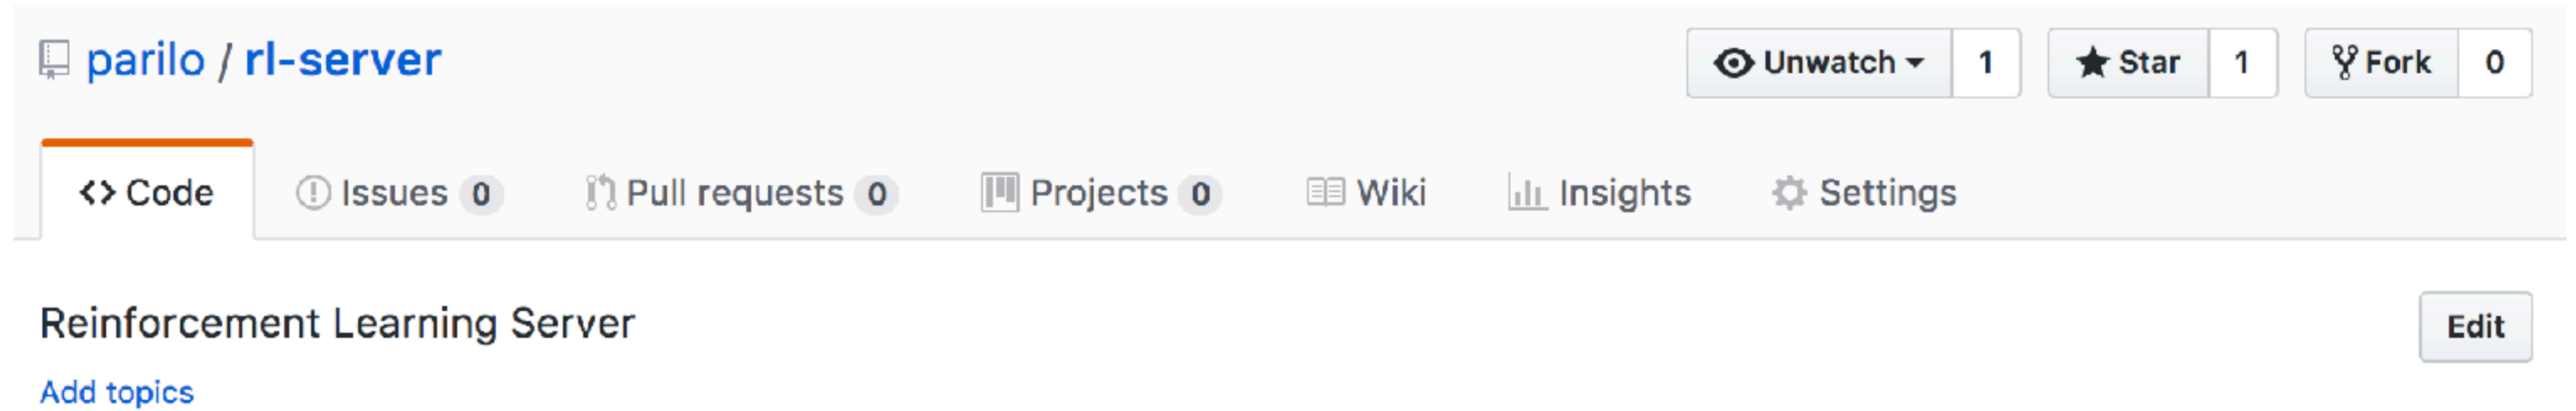 parilo / rl-server Unwatch 1 Star 1 Fork 0
Code Issues 0 Pull requests 0 Projects 0 Wiki Insights Settings
Reinforcement Learning Server Edit
Add topics